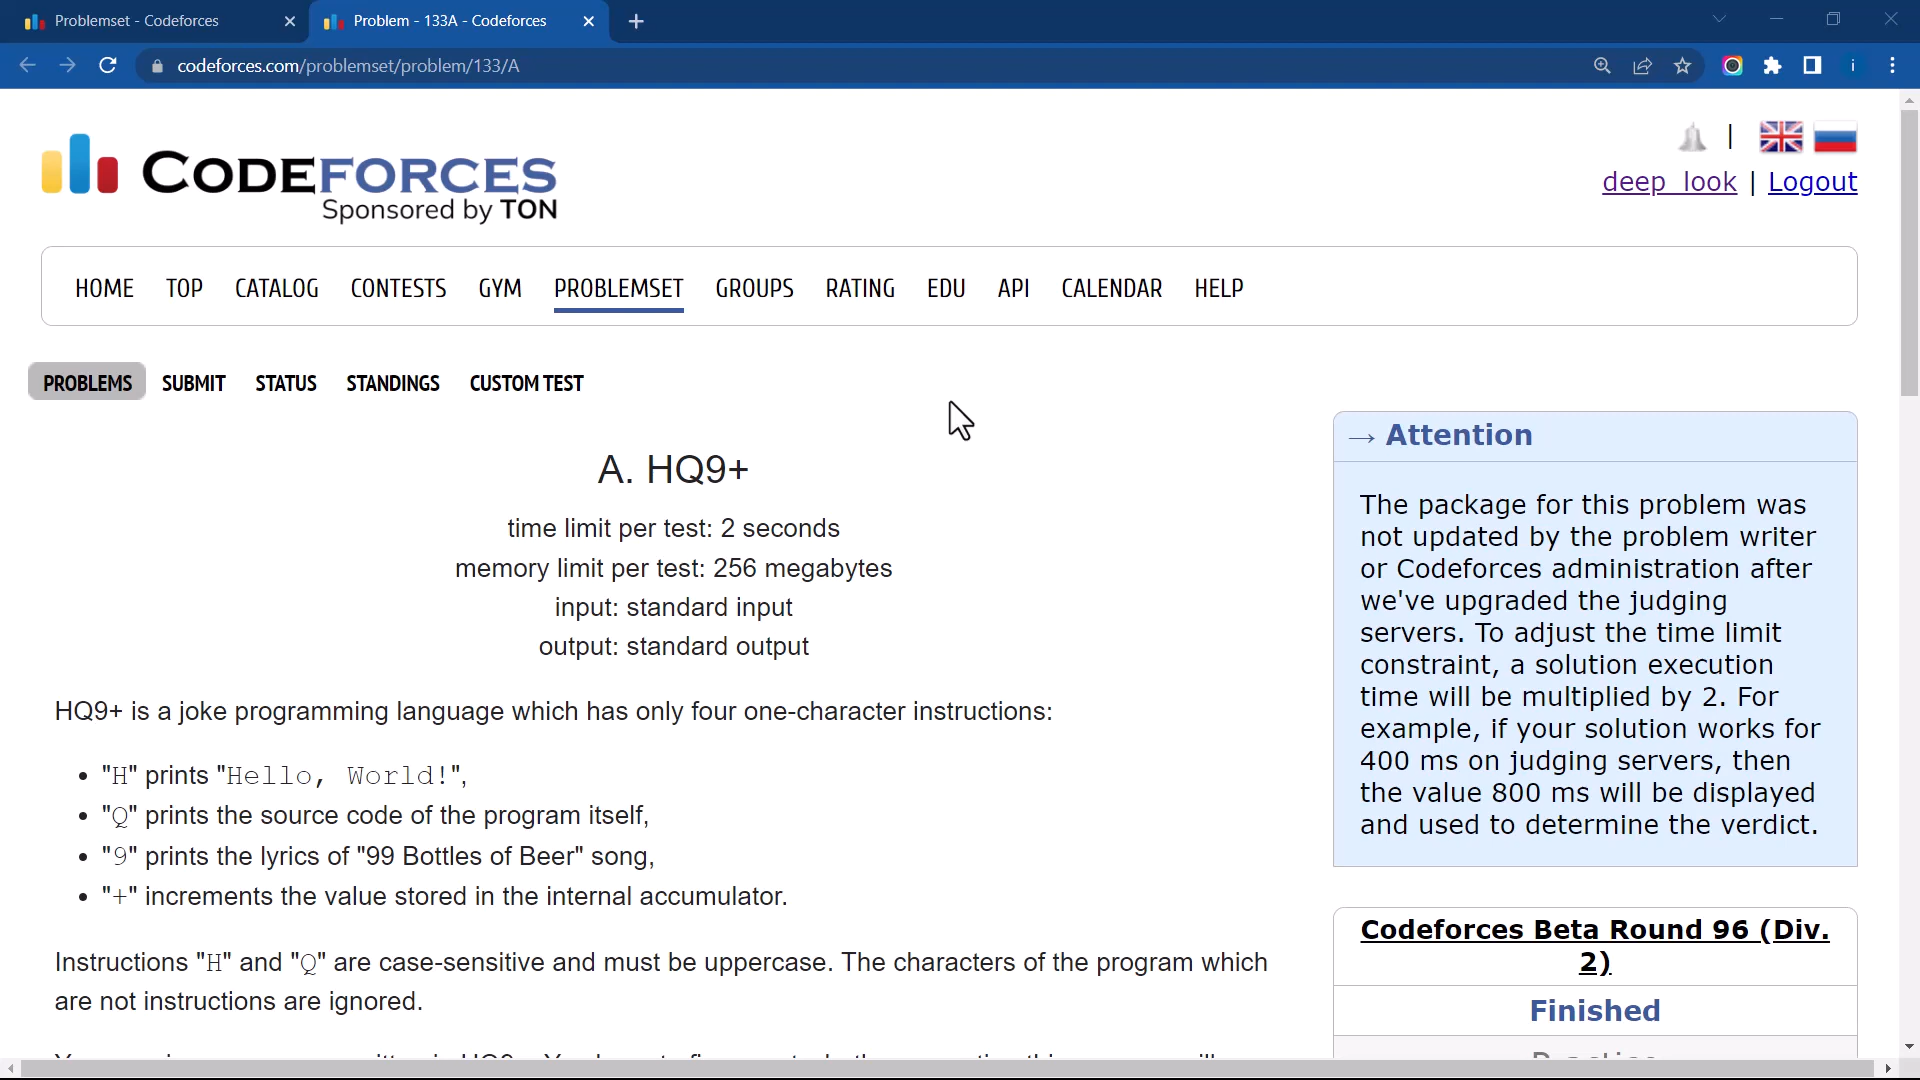 Problemset - Codeforces
Problem - 133A - Codeforces
codeforces.com/problemset/problem/133/A
i
CODEFORCES
Sponsored by TON
|
deep_look | Logout
HOME TOP CATALOG CONTESTS GYM PROBLEMSET GROUPS RATING EDU API CALENDAR HELP
PROBLEMS SUBMIT STATUS STANDINGS CUSTOM TEST
A. HQ9+
time limit per test: 2 seconds
memory limit per test: 256 megabytes
input: standard input
output: standard output
HQ9+ is a joke programming language which has only four one-character instructions:
• "H" prints "Hello, World!",
• "Q" prints the source code of the program itself,
• "9" prints the lyrics of "99 Bottles of Beer" song,
• "+" increments the value stored in the internal accumulator.
Instructions "H" and "Q" are case-sensitive and must be uppercase. The characters of the program which
are not instructions are ignored.
→ Attention
The package for this problem was
not updated by the problem writer
or Codeforces administration after
we've upgraded the judging
servers. To adjust the time limit
constraint, a solution execution
time will be multiplied by 2. For
example, if your solution works for
400 ms on judging servers, then
the value 800 ms will be displayed
and used to determine the verdict.
Codeforces Beta Round 96 (Div.
2)
Finished